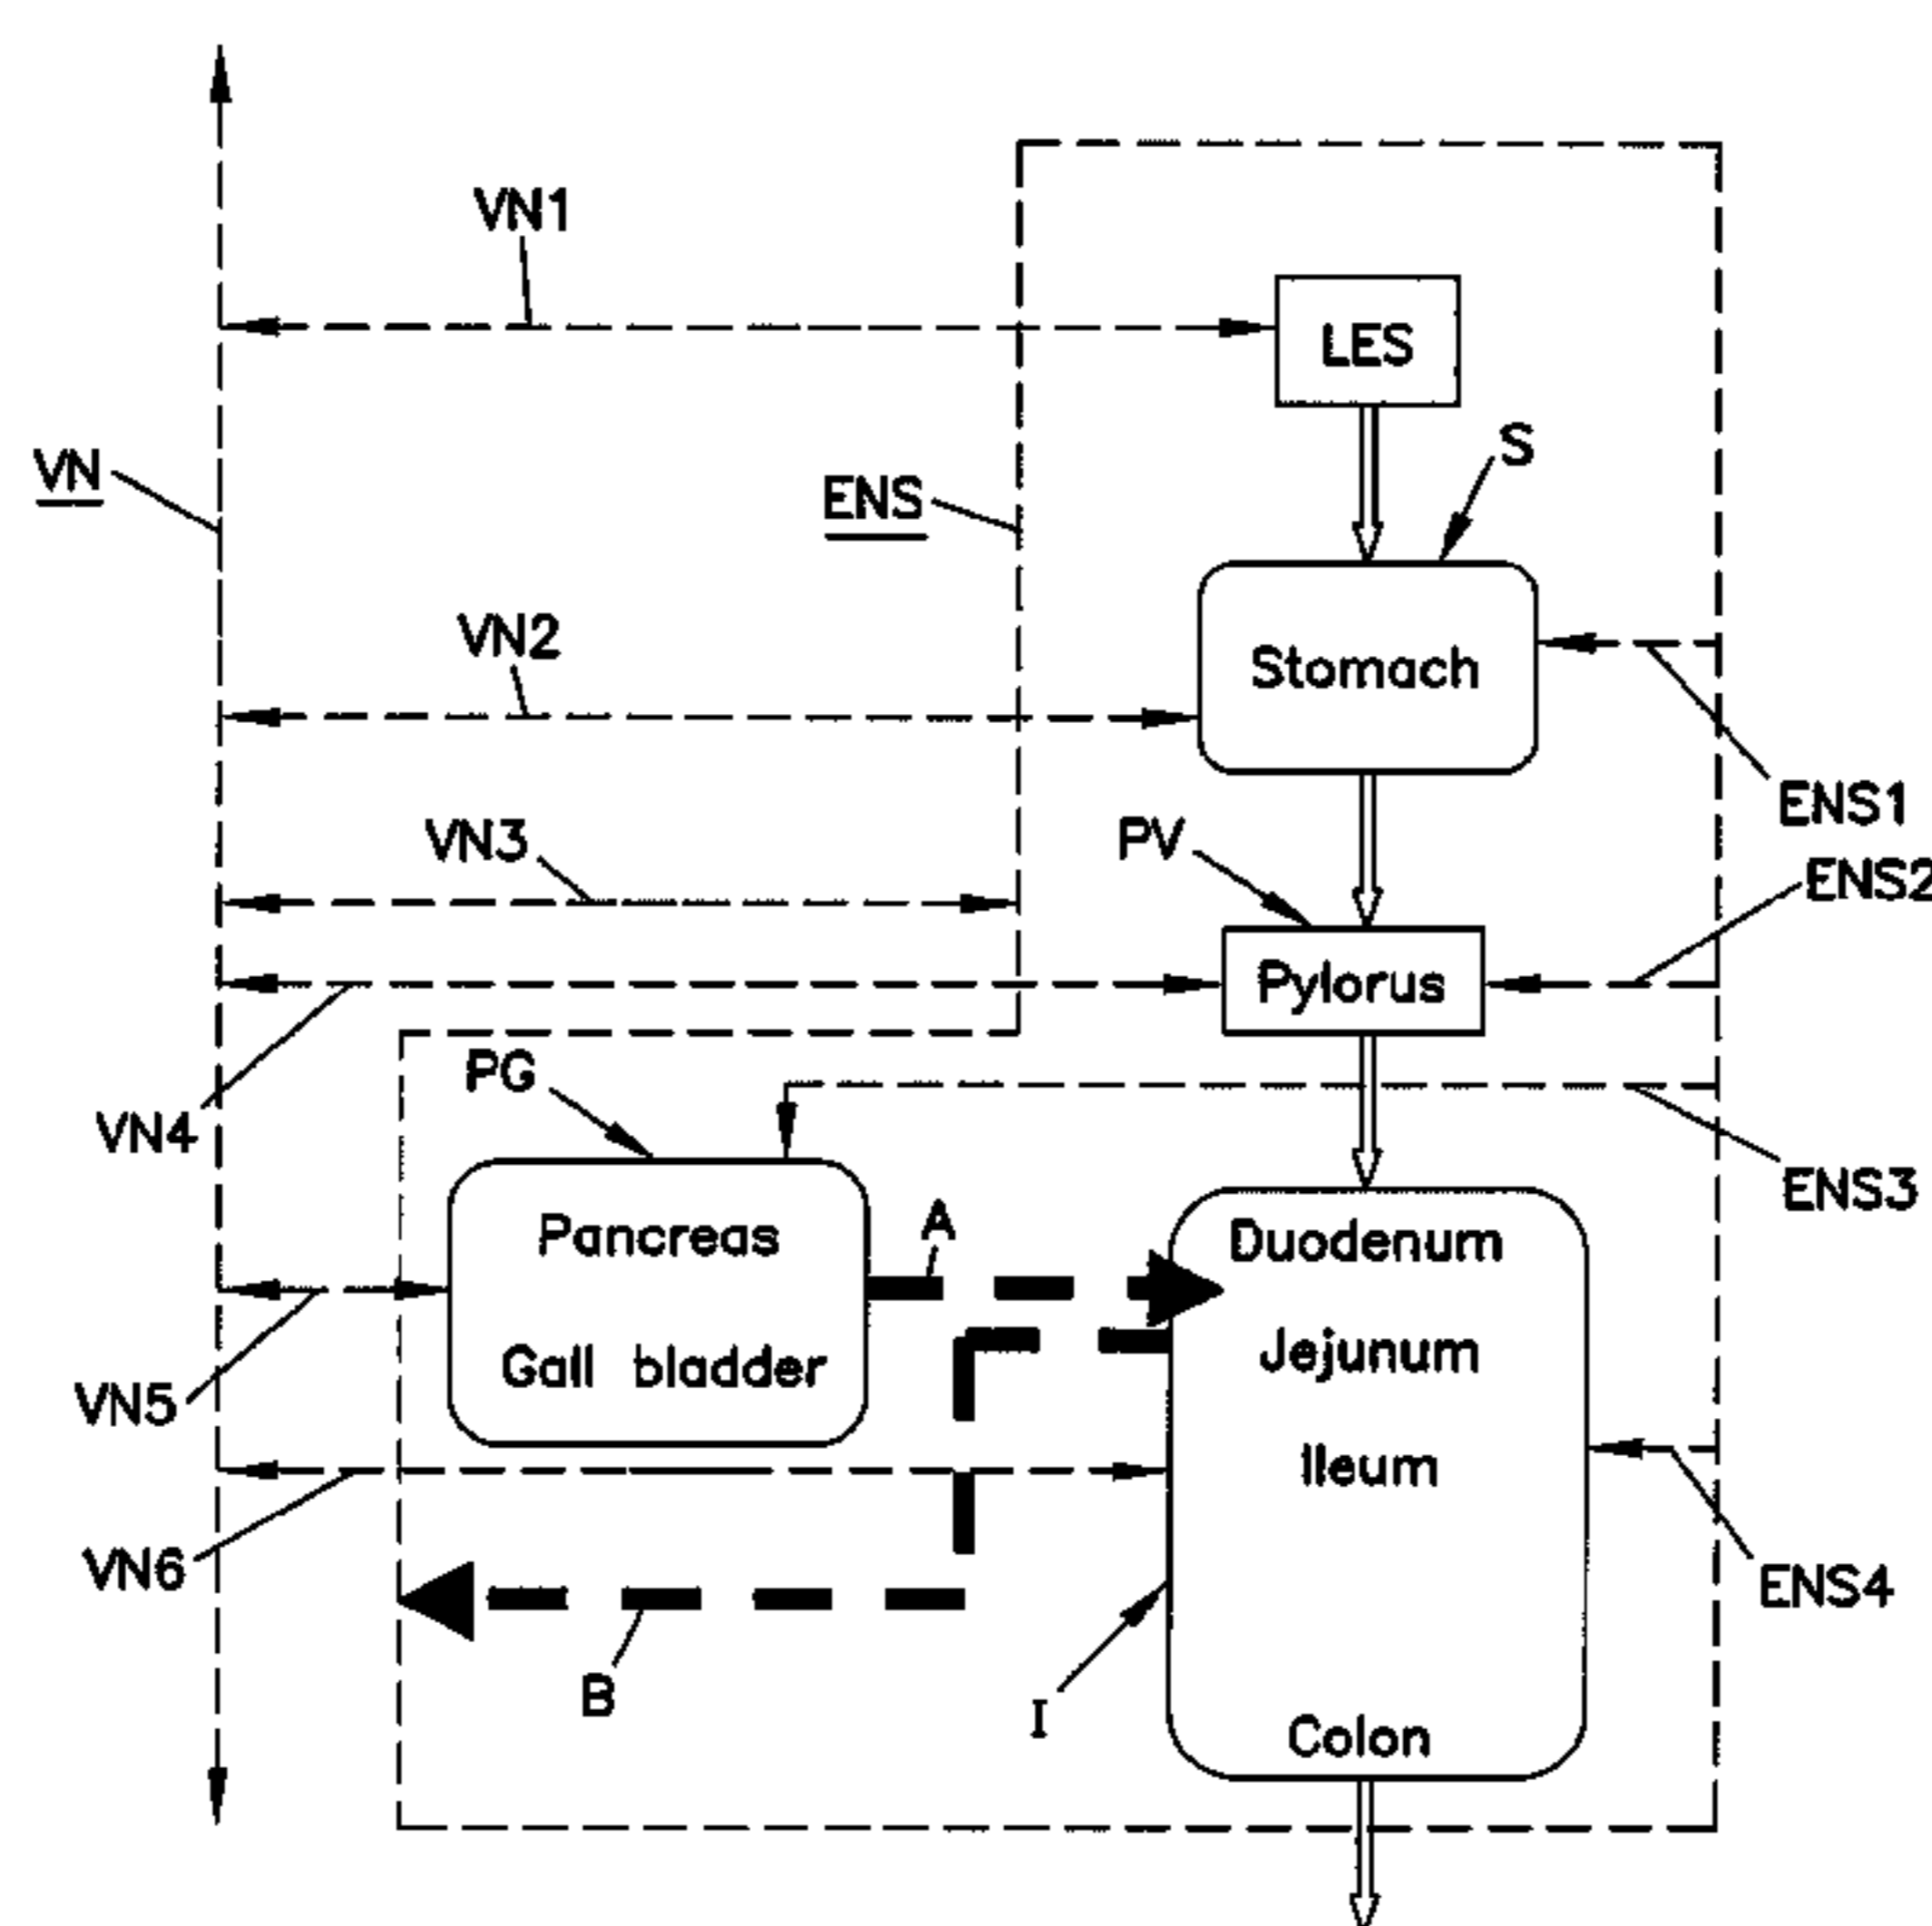 VN1
LES
VN
ENS
S
VN2
Stomach
VN3
PV
ENS1
ENS2
Pylorus
PG
VN4
ENS3
Pancreas
A
Duodenum
Gall bladder
Jejunum
VN5
Ileum
VN6
ENS4
B
I
Colon